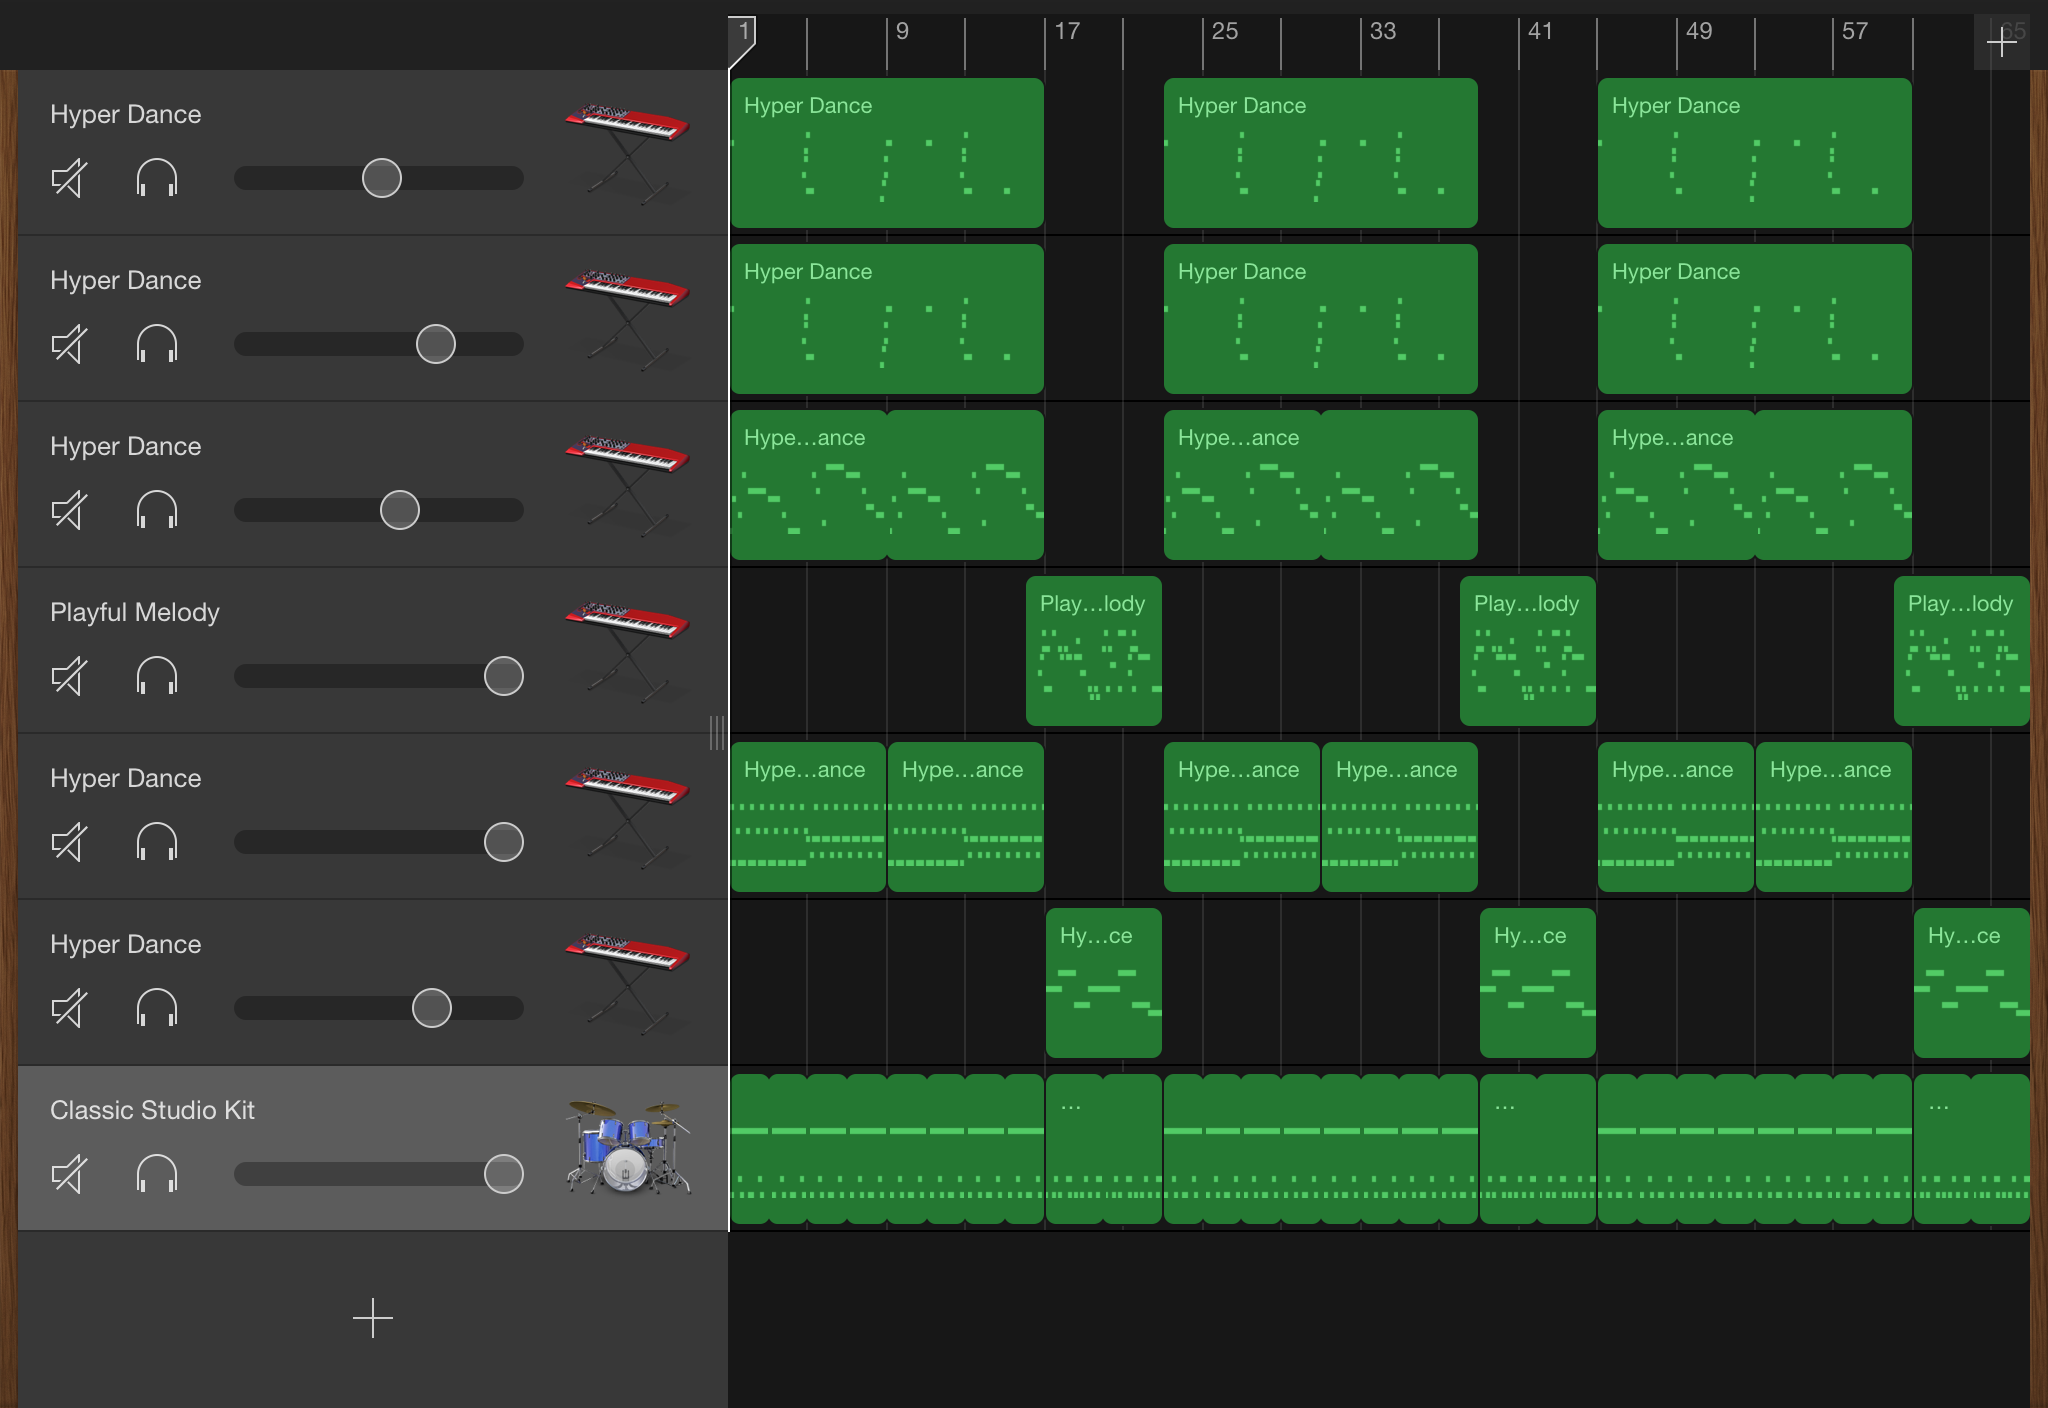 1 9 17 25 33 41 49 57 65
Hyper Dance
Hyper Dance Hyper Dance Hyper Dance
Hyper Dance
Hyper Dance Hyper Dance Hyper Dance
Hyper Dance
Hype...ance Hype...ance Hype...ance
Playful Melody
Play...lody Play...lody Play...lody
Hyper Dance
Hype...ance Hype...ance Hype...ance Hype...ance Hype...ance Hype...ance
Hyper Dance
Hy...ce Hy...ce Hy...ce
Classic Studio Kit
... ... ...